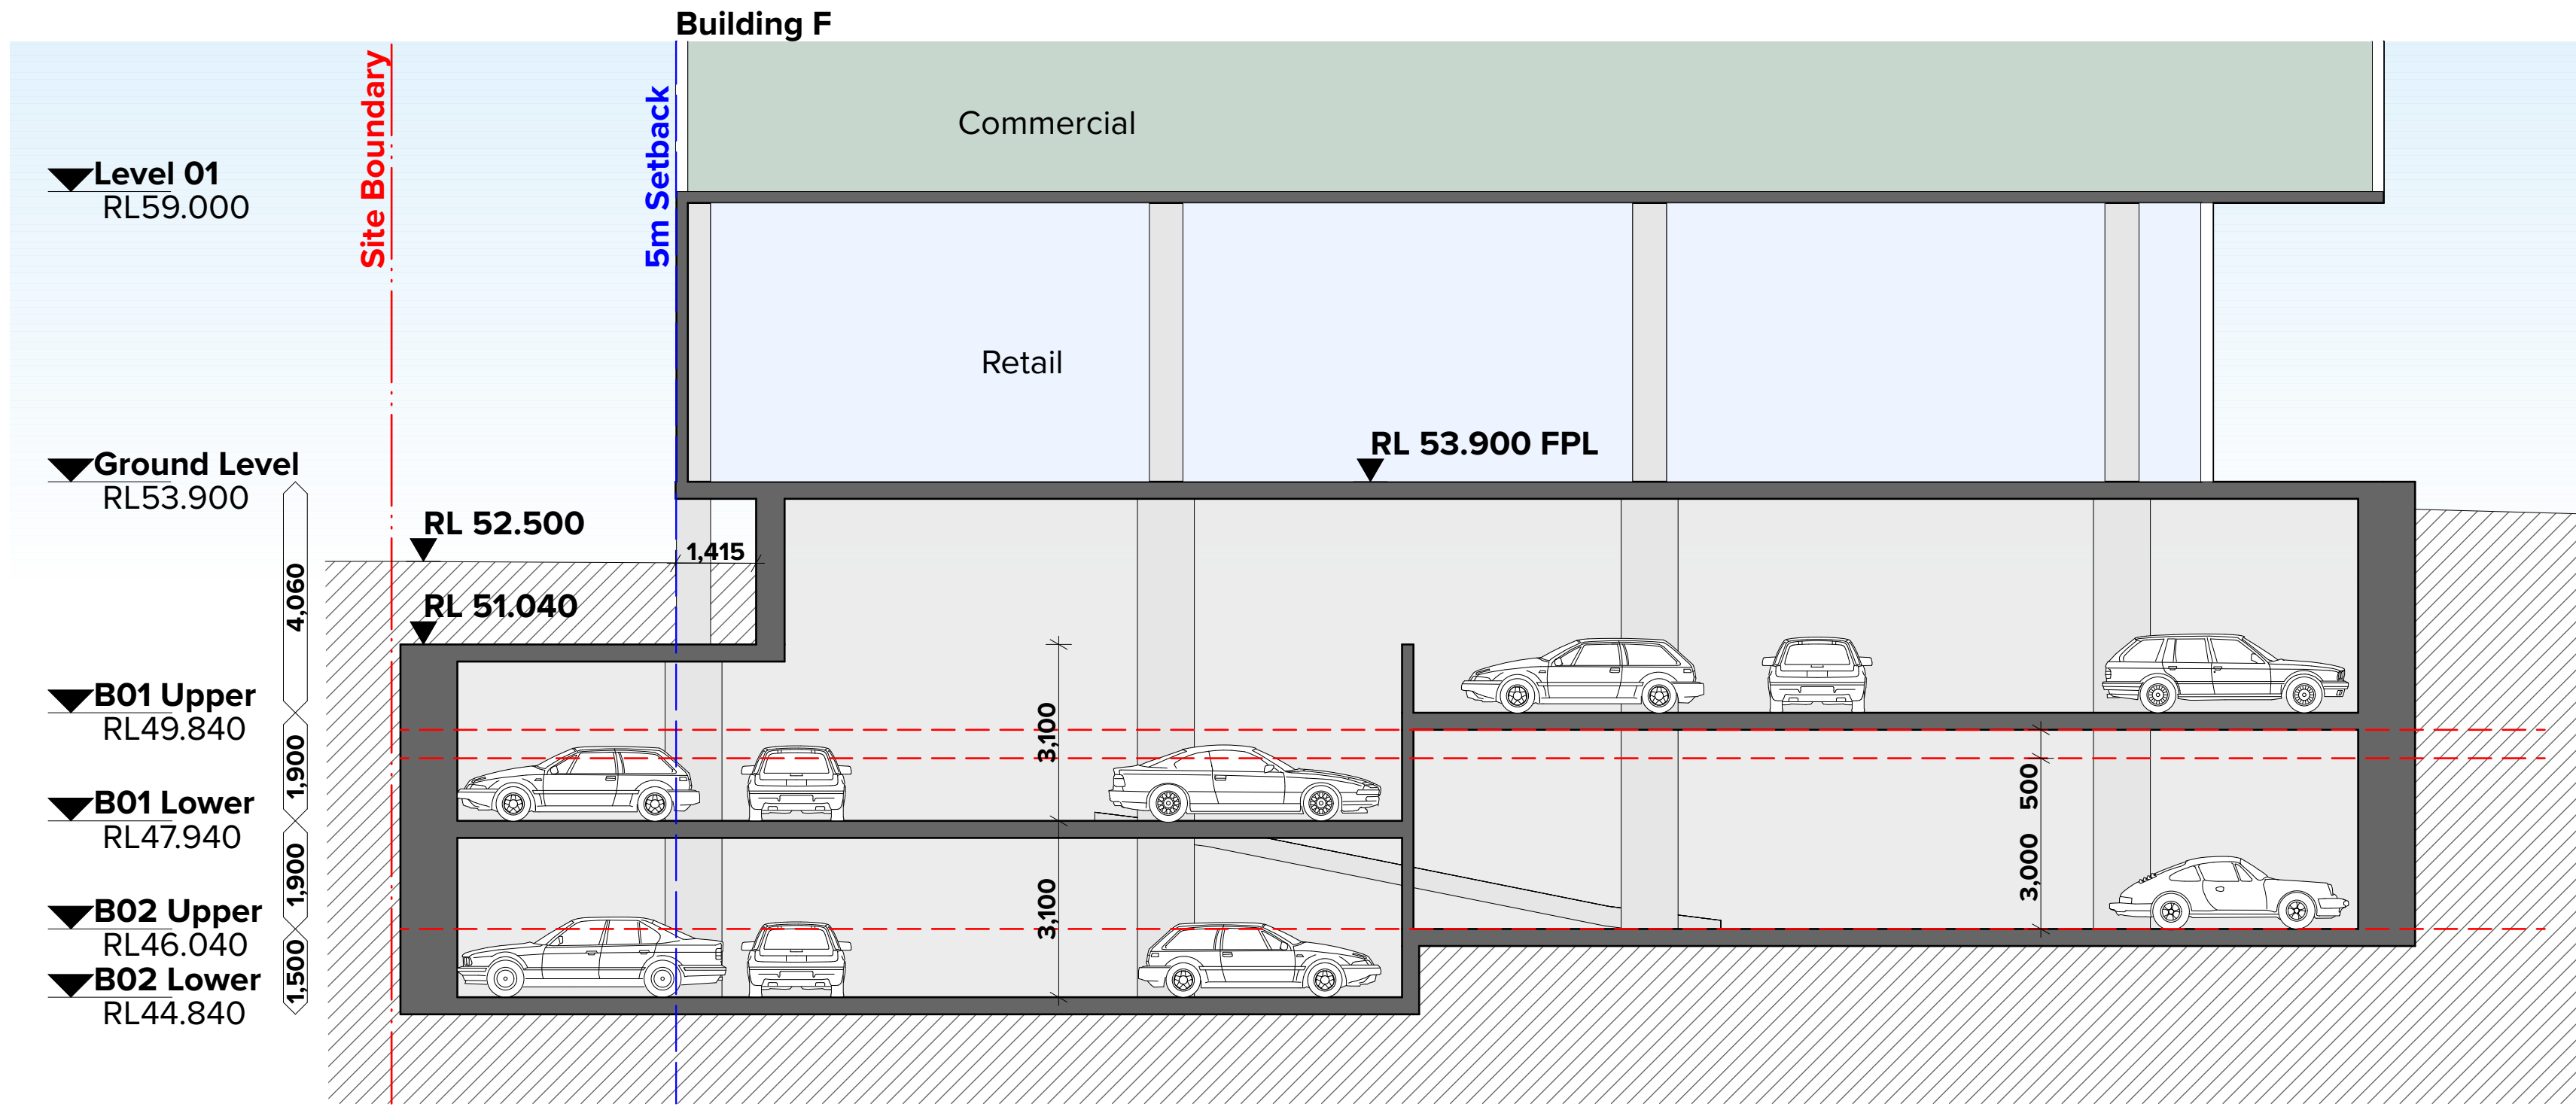 Building F
Site Boundary
5m Setback
Commercial
Level 01
RL59.000
Retail
RL 53.900 FPL
Ground Level
RL53.900
RL 52.500
1,415
4,060
RL 51.040
B01 Upper
RL49.840
3,100
1,900
500
B01 Lower
RL47.940
1,900
3,000
3,100
B02 Upper
RL46.040
1,500
B02 Lower
RL44.840